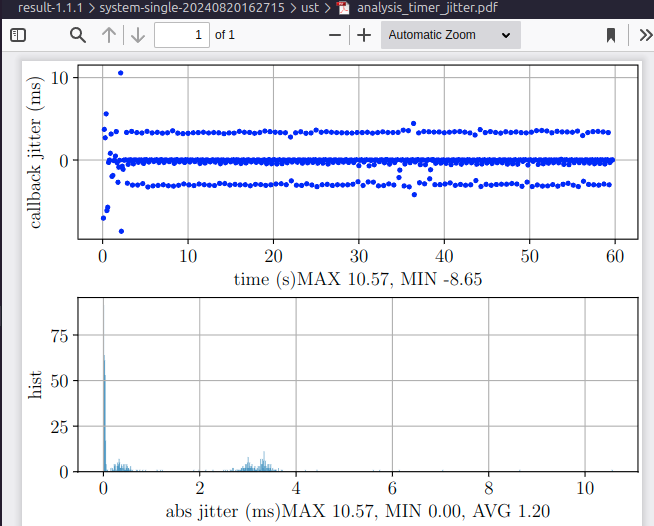 result-1.1.1 > system-single-20240820162715 > ust > analysis_timer_jitter.pdf
1 of 1 Automatic Zoom
callback jitter (ms)
10
0
0 10 20 30 40 50 60
time (s)MAX 10.57, MIN -8.65
hist
75
50
25
0
0 2 4 6 8 10
abs jitter (ms)MAX 10.57, MIN 0.00, AVG 1.20